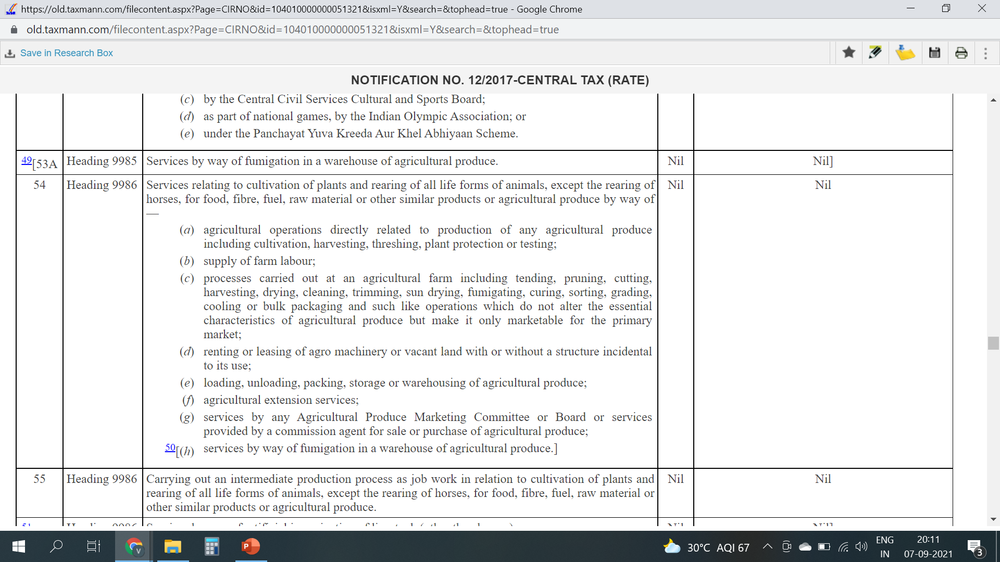 https://old.taxmann.com/filecontent.aspx?Page=CIRNO&id=104010000000051321&isxml=Y&search=&tophead=true - Google Chrome
old.taxmann.com/filecontent.aspx?Page=CIRNO&id=104010000000051321&isxml=Y&search=&tophead=true
Save in Research Box
NOTIFICATION NO. 12/2017-CENTRAL TAX (RATE)
(c) by the Central Civil Services Cultural and Sports Board;
(d) as part of national games, by the Indian Olympic Association; or
(e) under the Panchayat Yuva Kreeda Aur Khel Abhiyaan Scheme.
49[53A Heading 9985 Services by way of fumigation in a warehouse of agricultural produce. Nil Nil]
54 Heading 9986 Services relating to cultivation of plants and rearing of all life forms of animals, except the rearing of Nil Nil
horses, for food, fibre, fuel, raw material or other similar products or agricultural produce by way of
—
(a) agricultural operations directly related to production of any agricultural produce
including cultivation, harvesting, threshing, plant protection or testing;
(b) supply of farm labour;
(c) processes carried out at an agricultural farm including tending, pruning, cutting,
harvesting, drying, cleaning, trimming, sun drying, fumigating, curing, sorting, grading,
cooling or bulk packaging and such like operations which do not alter the essential
characteristics of agricultural produce but make it only marketable for the primary
market;
(d) renting or leasing of agro machinery or vacant land with or without a structure incidental
to its use;
(e) loading, unloading, packing, storage or warehousing of agricultural produce;
(f) agricultural extension services;
(g) services by any Agricultural Produce Marketing Committee or Board or services
provided by a commission agent for sale or purchase of agricultural produce;
50[(h) services by way of fumigation in a warehouse of agricultural produce.]
55 Heading 9986 Carrying out an intermediate production process as job work in relation to cultivation of plants and Nil Nil
rearing of all life forms of animals, except the rearing of horses, for food, fibre, fuel, raw material or
other similar products or agricultural produce.
30°C AQI 67
ENG
IN
20:11
07-09-2021
3